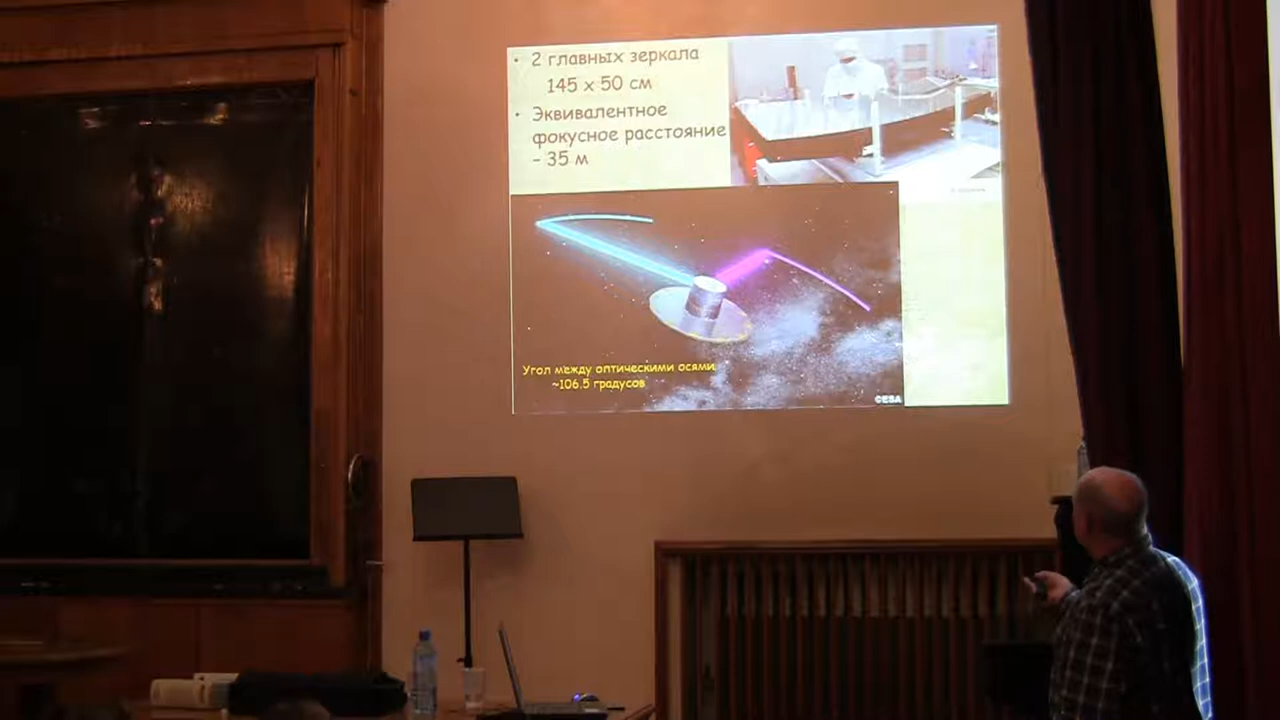 • 2 главных зеркала
145 х 50 см
• Эквивалентное
фокусное расстояние
– 35 м
Угол между оптическими осями
~106.5 градусов
©ESA